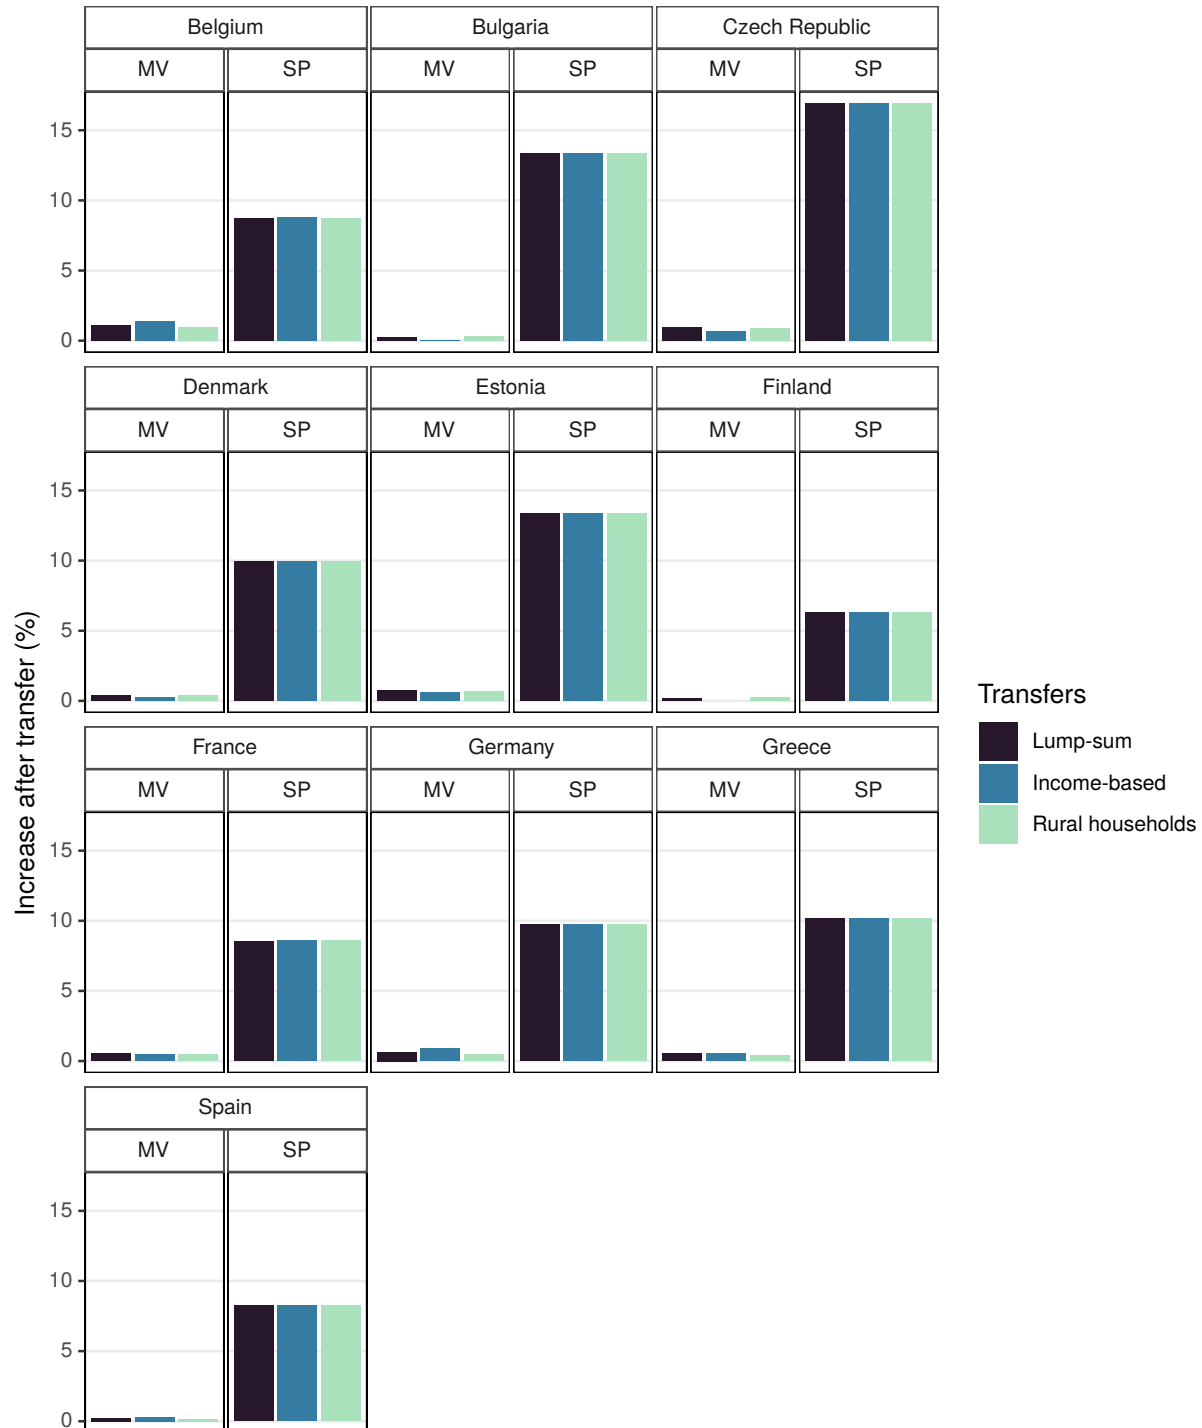 Belgium Bulgaria Czech Republic
MV SP MV SP MV SP
15
10
5
0
Denmark Estonia Finland
MV SP MV SP MV SP
15
10
5
0
France Germany Greece
MV SP MV SP MV SP
15
10
5
0
Spain
MV SP
15
10
5
0
Increase after transfer (%)
Transfers
Lump-sum
Income-based
Rural households